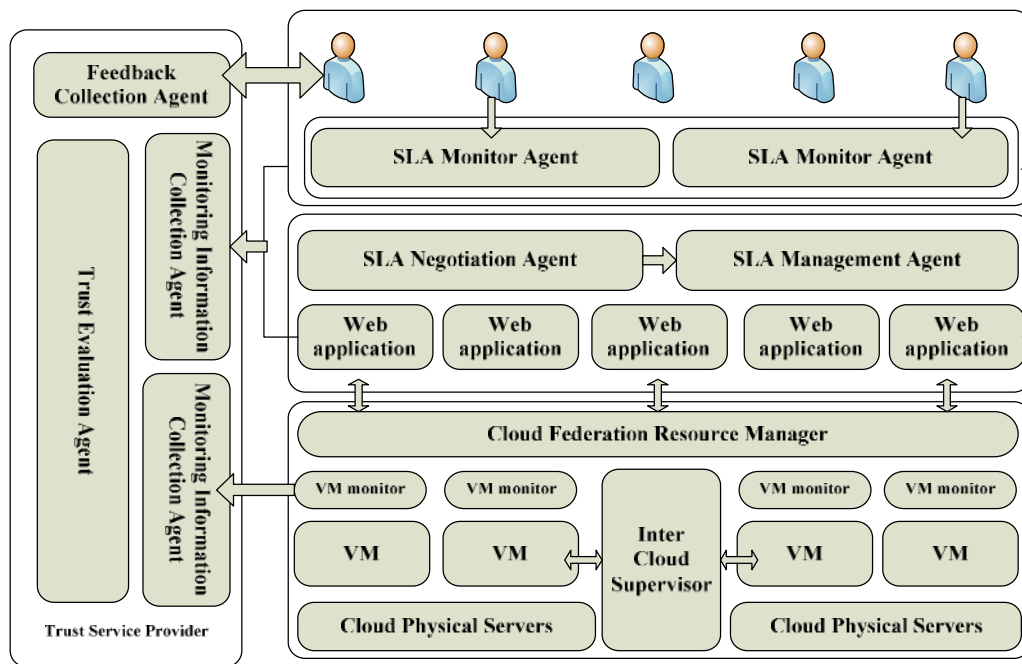 Feedback
Collection Agent
Monitoring Information
Collection Agent
Trust Evaluation Agent
Monitoring Information
Collection Agent
Trust Service Provider
SLA Monitor Agent
SLA Monitor Agent
SLA Negotiation Agent
SLA Management Agent
Web
application
Web
application
Web
application
Web
application
Web
application
Cloud Federation Resource Manager
VM monitor
VM monitor
VM monitor
VM monitor
VM
VM
Inter
Cloud
Supervisor
VM
VM
Cloud Physical Servers
Cloud Physical Servers